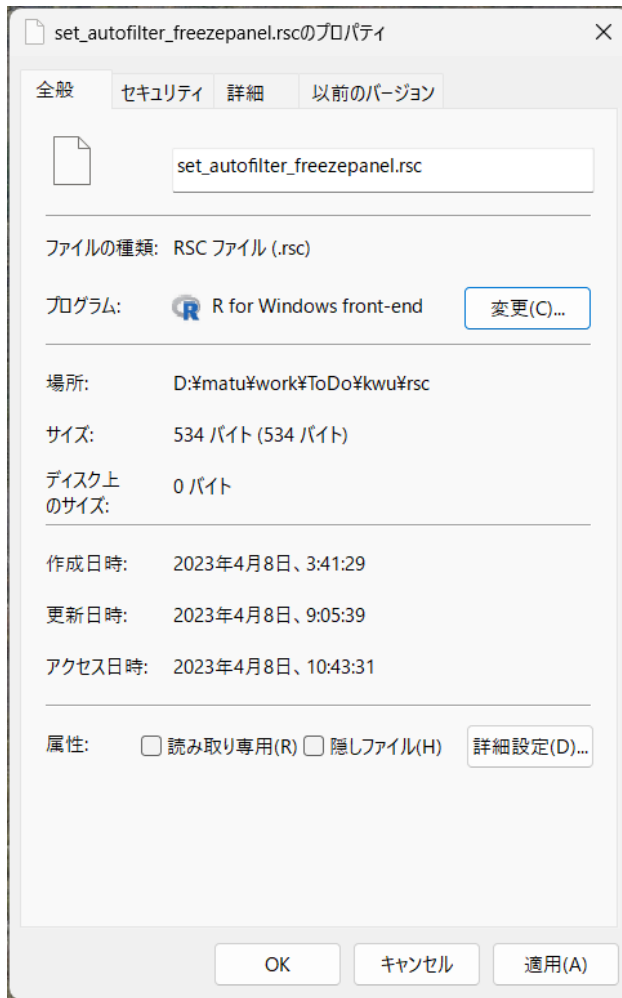 set_autofilter_freezepanel.rscのプロパティ
全般 セキュリティ 詳細 以前のバージョン
set_autofilter_freezepanel.rsc
ファイルの種類: RSC ファイル (.rsc)
プログラム: R for Windows front-end 変更(C)...
場所: D:¥matu¥work¥ToDo¥kwu¥rsc
サイズ: 534 バイト (534 バイト)
ディスク上
のサイズ: 0 バイト
作成日時: 2023年4月8日、3:41:29
更新日時: 2023年4月8日、9:05:39
アクセス日時: 2023年4月8日、10:43:31
属性: 読み取り専用(R) 隠しファイル(H) 詳細設定(D)...
OK キャンセル 適用(A)